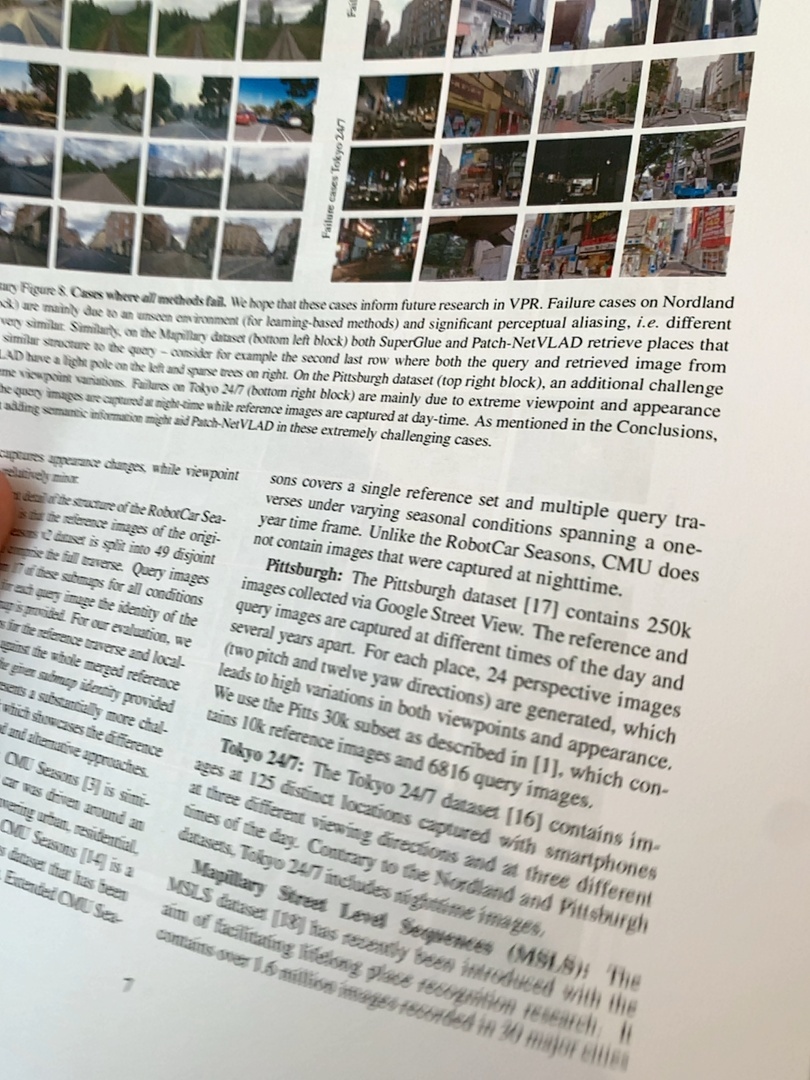 Failure cases Tokyo 24/7
Figure 8. Cases where all methods fail. We hope that these cases inform future research in VPR. Failure cases on Nordland
are mainly due to an unseen environment (for learning-based methods) and significant perceptual aliasing, i.e. different
very similar. Similarly, on the Mapillary dataset (bottom left block) both SuperGlue and Patch-NetVLAD retrieve places that
similar structure to the query – consider for example the second last row where both the query and retrieved image from
have a light pole on the left and sparse trees on right. On the Pittsburgh dataset (top right block), an additional challenge
viewpoint variations. Failures on Tokyo 24/7 (bottom right block) are mainly due to extreme viewpoint and appearance
query images are captured at night-time while reference images are captured at day-time. As mentioned in the Conclusions,
adding semantic information might aid Patch-NetVLAD in these extremely challenging cases.
captures appearance changes, while viewpoint
relatively minor.
detail of the structure of the RobotCar Sea-
is that the reference images of the origi-
v2 dataset is split into 49 disjoint
comprise the full traverse. Query images
17 of these submaps for all conditions
for each query image the identity of the
is provided. For our evaluation, we
for the reference traverse and local-
against the whole merged reference
the given submap identity provided
a substantially more chal-
which showcases the difference
and alternative approaches.
CMU Seasons [3] is simi-
car was driven around an
urban, residential,
CMU Seasons [14] is a
dataset that has been
Extended CMU Sea-
sons covers a single reference set and multiple query tra-
verses under varying seasonal conditions spanning a one-
year time frame. Unlike the RobotCar Seasons, CMU does
not contain images that were captured at nighttime.
Pittsburgh: The Pittsburgh dataset [17] contains 250k
images collected via Google Street View. The reference and
query images are captured at different times of the day and
several years apart. For each place, 24 perspective images
(two pitch and twelve yaw directions) are generated, which
leads to high variations in both viewpoints and appearance.
We use the Pitts 30k subset as described in [1], which con-
tains 10k reference images and 6816 query images.
Tokyo 24/7: The Tokyo 24/7 dataset [16] contains im-
ages at 125 distinct locations captured with smartphones
at three different viewing directions and at three different
times of the day. Contrary to the Nordland and Pittsburgh
datasets, Tokyo 24/7 includes nighttime images.
Mapillary Street Level Sequences (MSLS): The
MSLS dataset [18] has recently been introduced with the
aim of facilitating lifelong place recognition research. It
contains over 1.6 million images recorded in 30 major cities
7